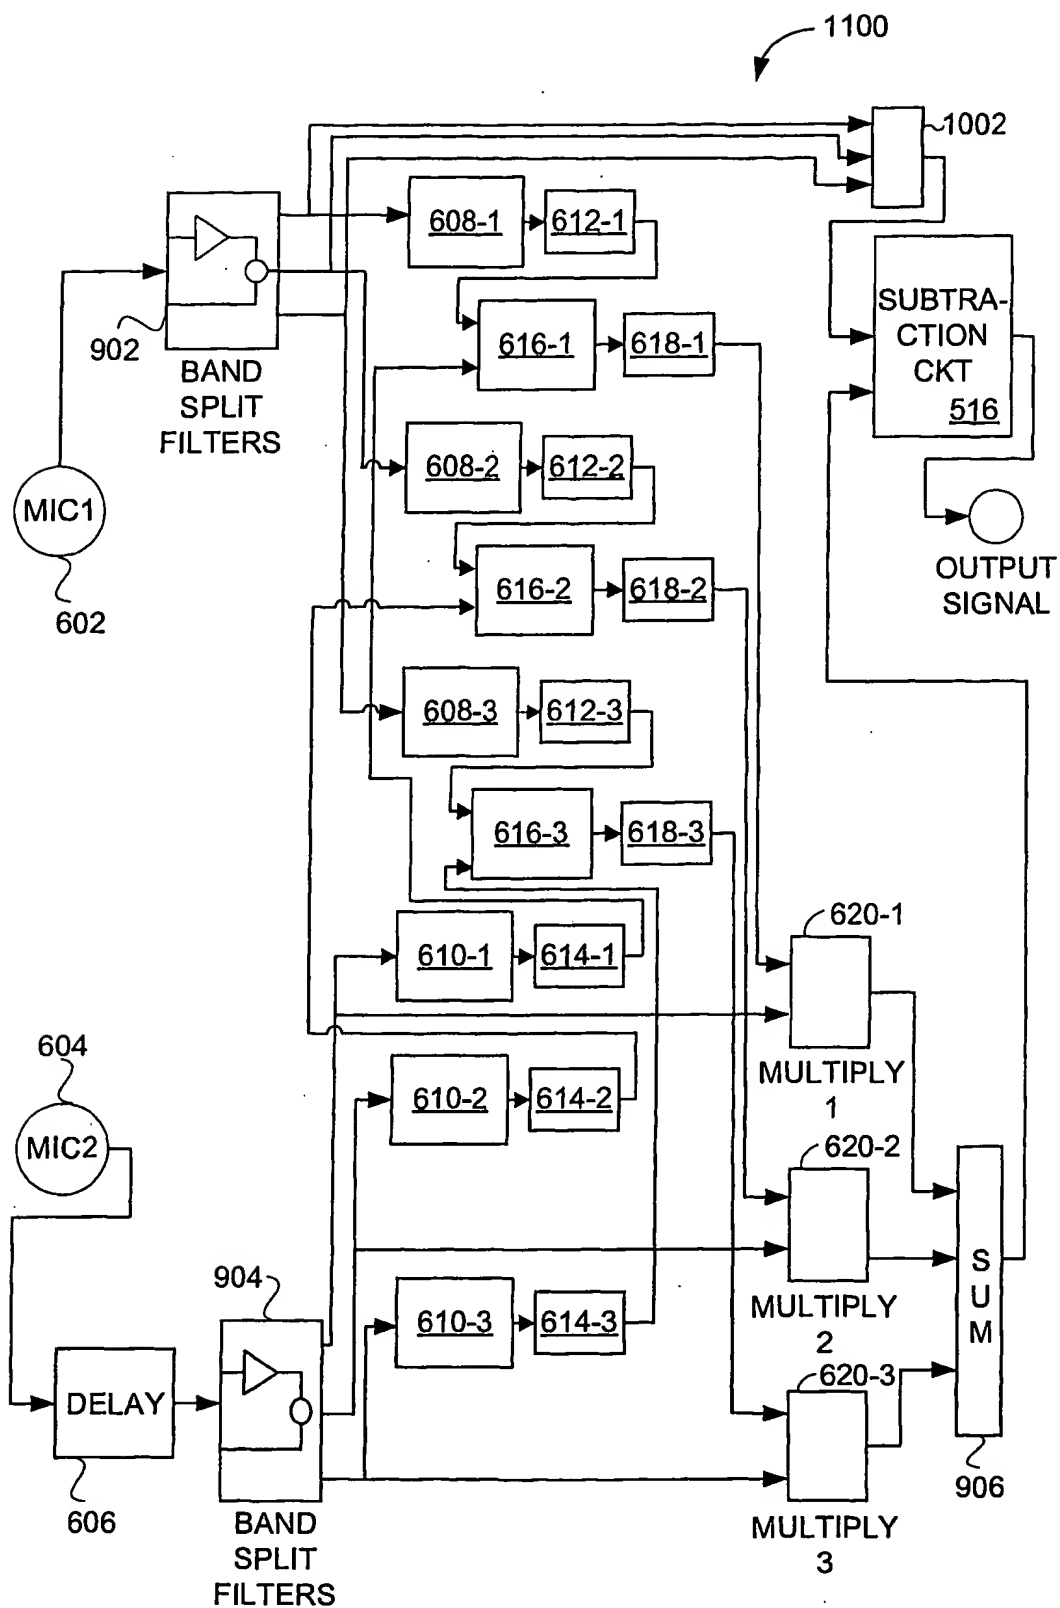 1100
1002
608-1
612-1
SUBTRA-
CTION
CKT
516
902
BAND
SPLIT
FILTERS
616-1
618-1
MIC1
602
608-2
612-2
OUTPUT
SIGNAL
616-2
618-2
608-3
612-3
616-3
618-3
620-1
610-1
614-1
MULTIPLY
1
604
MIC2
610-2
614-2
620-2
MULTIPLY
2
S
U
M
904
610-3
614-3
620-3
DELAY
606
906
BAND
SPLIT
FILTERS
MULTIPLY
3